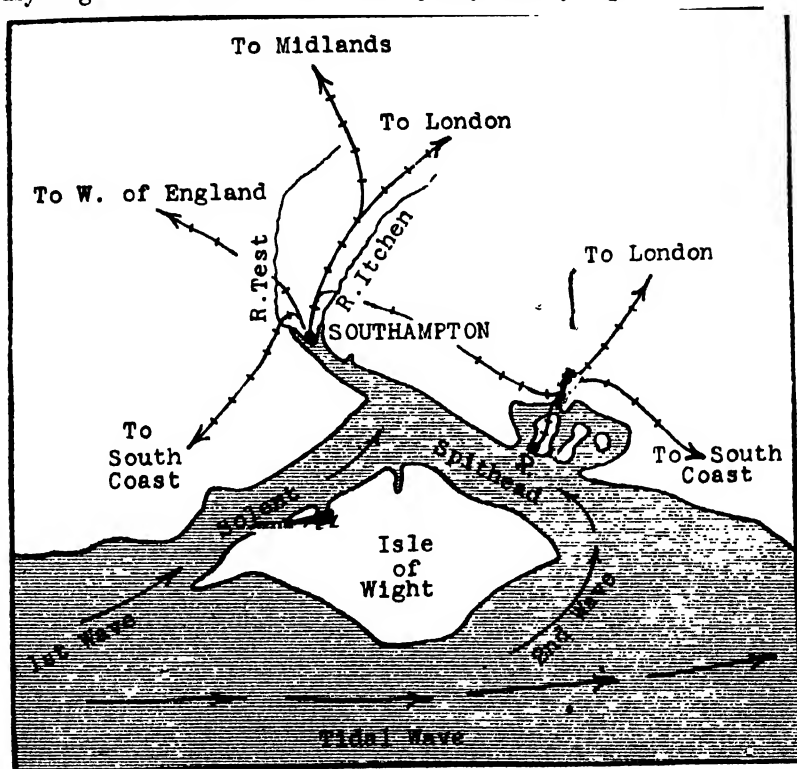 To Midlands
To London
To W. of England
R. Test
R. Itchen
To London
SOUTHAMPTON
To
South
Coast
P
To South
Coast
Spithead
Solent
Isle
of
Wight
1st Wave
2nd Wave
Tidal Wave